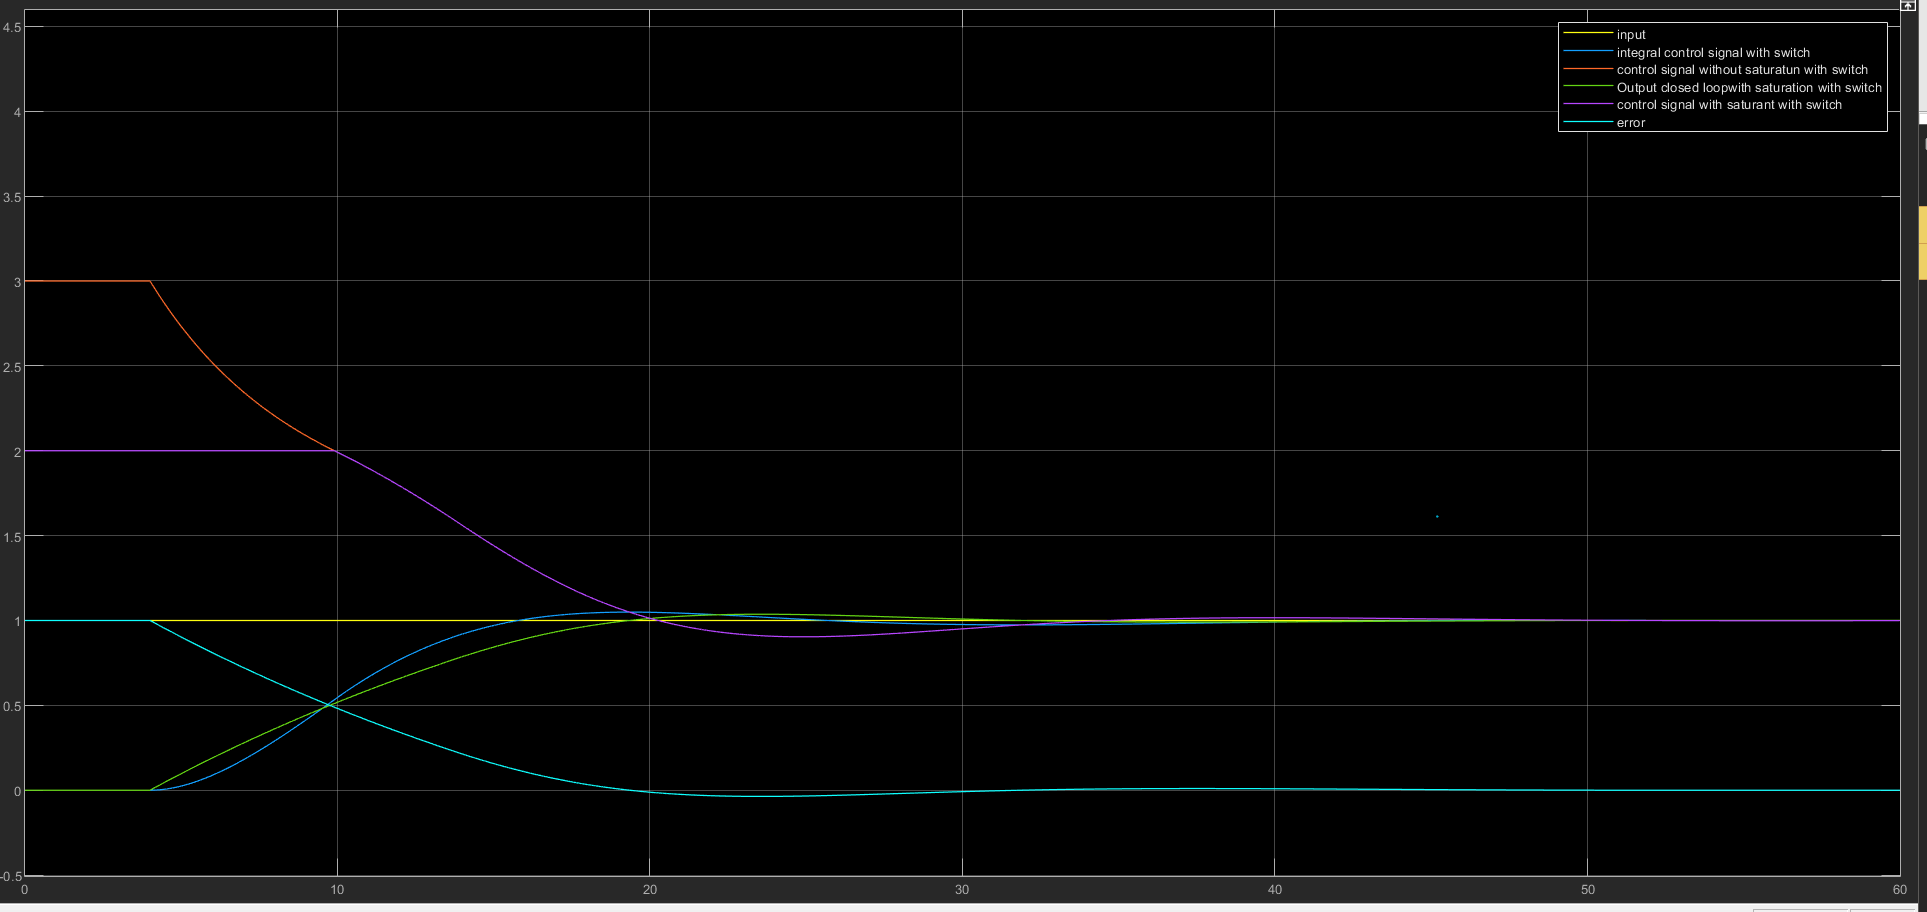 4.5
input
integral control signal with switch
control signal without saturatun with switch
Output closed loopwith saturation with switch
control signal with saturant with switch
error
4
3.5
3
2.5
2
1.5
1
0.5
0
-0.5
0 10 20 30 40 50 60